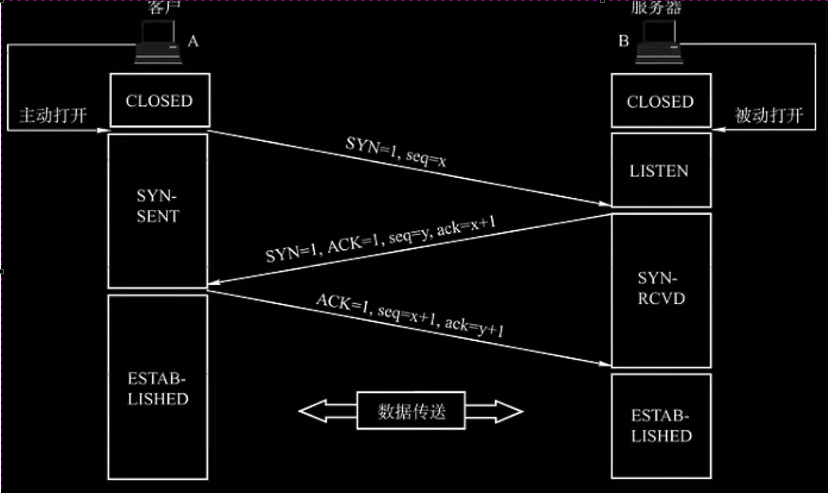 客户
服务器
A
B
CLOSED
CLOSED
主动打开
被动打开
SYN=1, seq=x
LISTEN
SYN-
SENT
SYN=1, ACK=1, seq=y, ack=x+1
SYN-
RCVD
ACK=1, seq=x+1, ack=y+1
ESTAB-
LISHED
数据传送
ESTAB-
LISHED